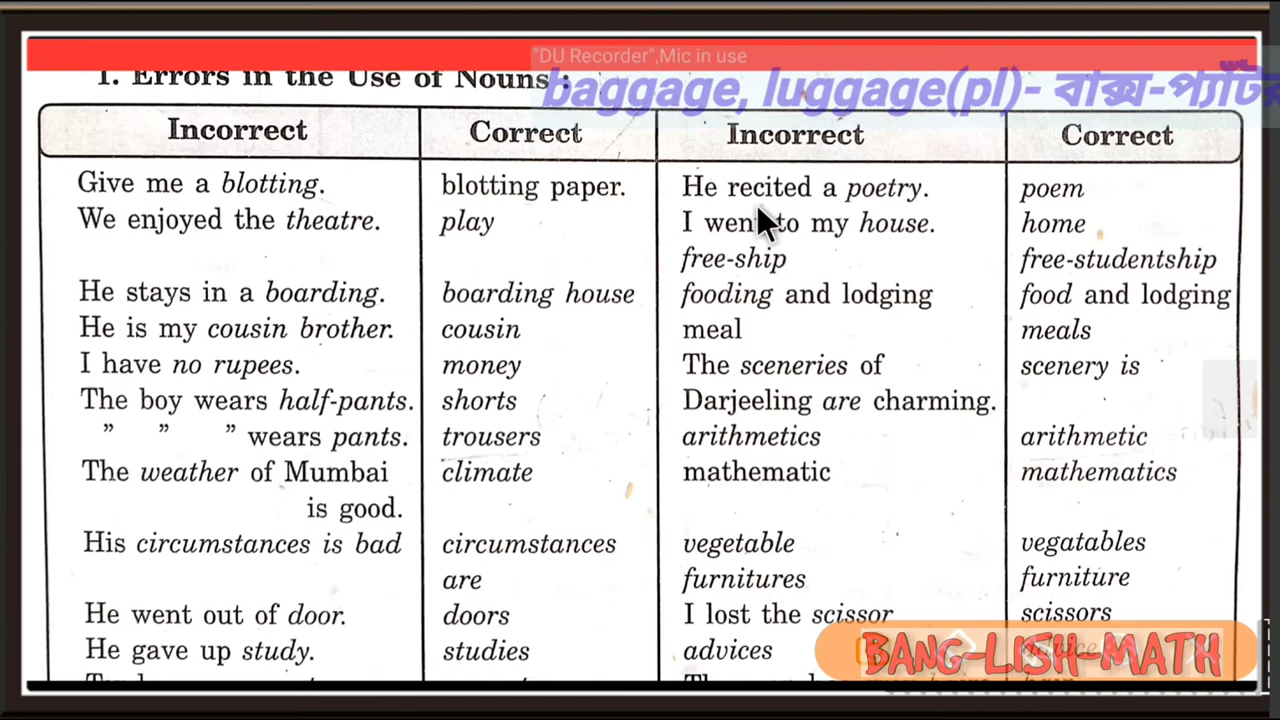 "DU Recorder",Mic in use
1. Errors in the Use of Nouns :
baggage, luggage(pl)- বাক্স-প্যাঁটরা
Incorrect Correct Incorrect Correct
Give me a blotting. blotting paper. He recited a poetry. poem
We enjoyed the theatre. play I went to my house. home
free-ship free-studentship
He stays in a boarding. boarding house fooding and lodging food and lodging
He is my cousin brother. cousin meal meals
I have no rupees. money The sceneries of scenery is
The boy wears half-pants. shorts Darjeeling are charming.
” ” ” wears pants. trousers arithmetics arithmetic
The weather of Mumbai climate mathematic mathematics
is good.
His circumstances is bad circumstances vegetable vegatables
are furnitures furniture
He went out of door. doors I lost the scissor scissors
He gave up study. studies advices
BANG-LISH-MATH